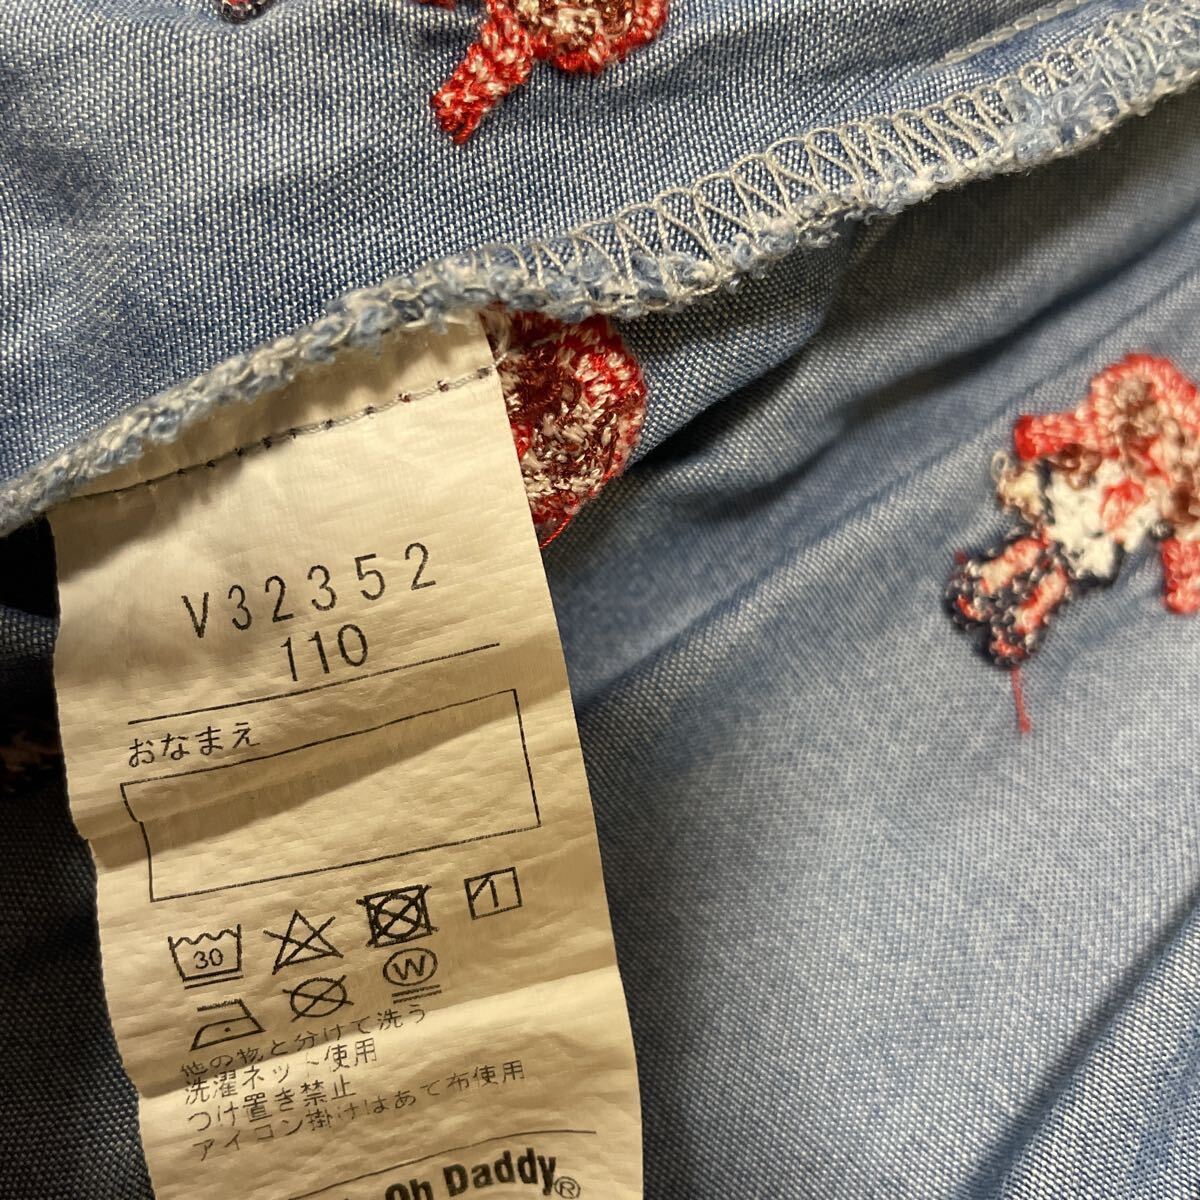 V32352
110
おなまえ
30
W
他の物と分けて洗う
洗濯ネット使用
つけ置き禁止
アイロン掛けはあて布使用
Oh Daddy®